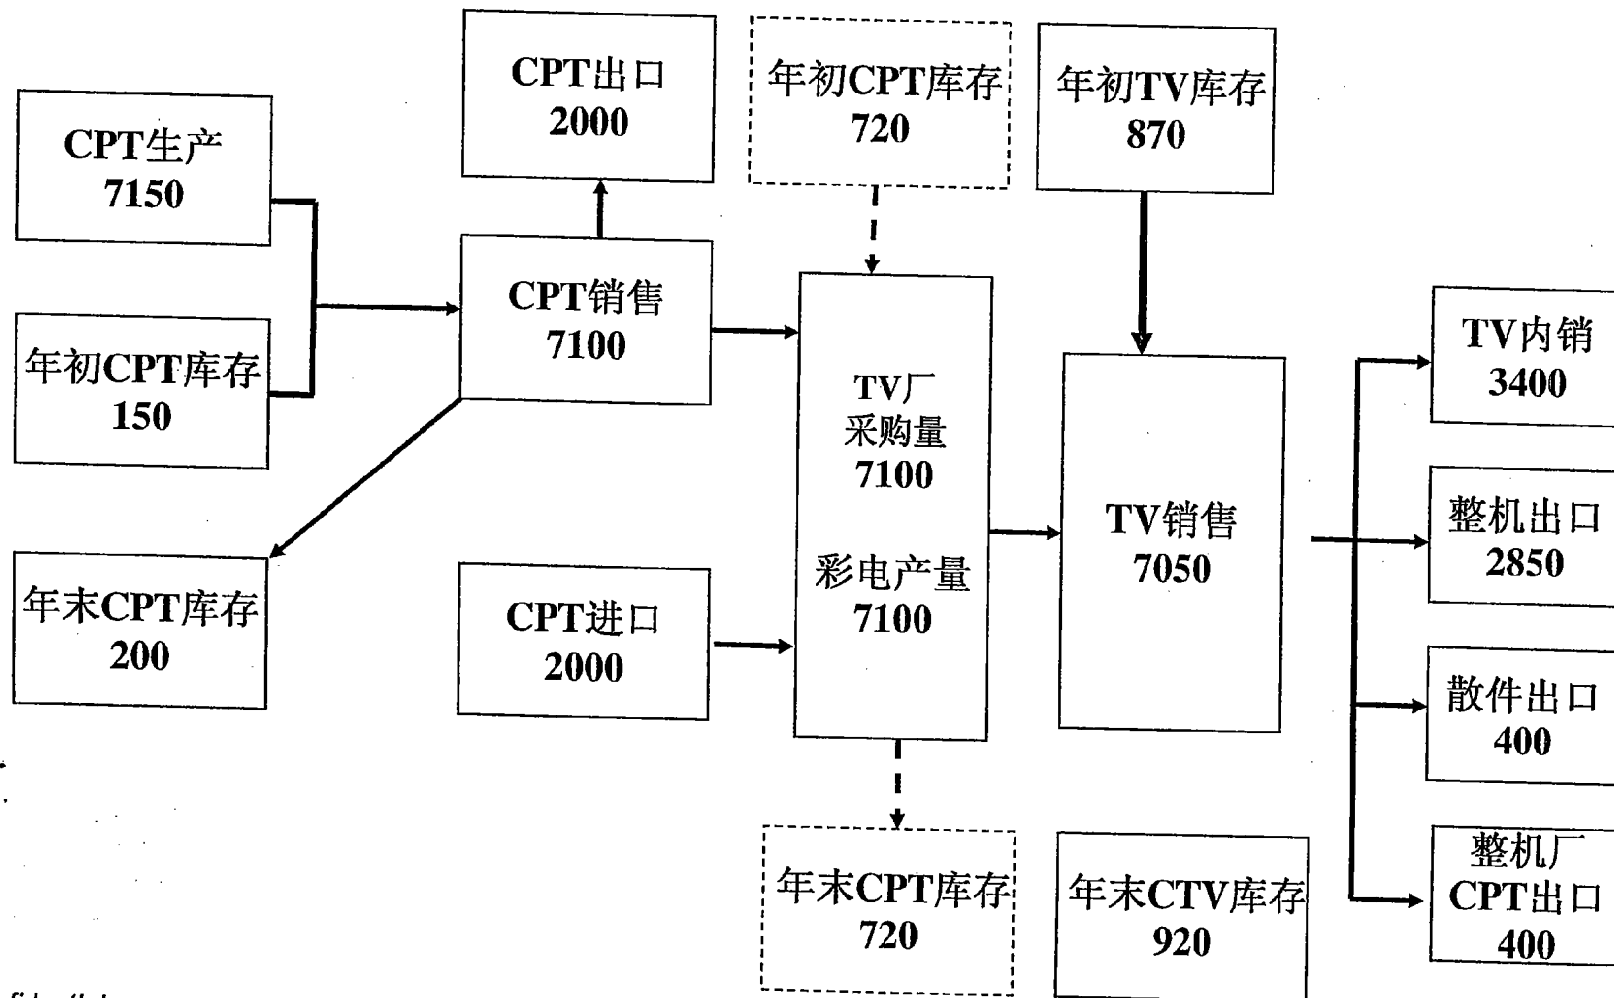 CPT出口
2000
年初CPT库存
720
年初TV库存
870
CPT生产
7150
CPT销售
7100
年初CPT库存
150
TV厂
采购量
7100
彩电产量
7100
TV销售
7050
TV内销
3400
整机出口
2850
年末CPT库存
200
CPT进口
2000
散件出口
400
年末CPT库存
720
年末CTV库存
920
整机厂
CPT出口
400